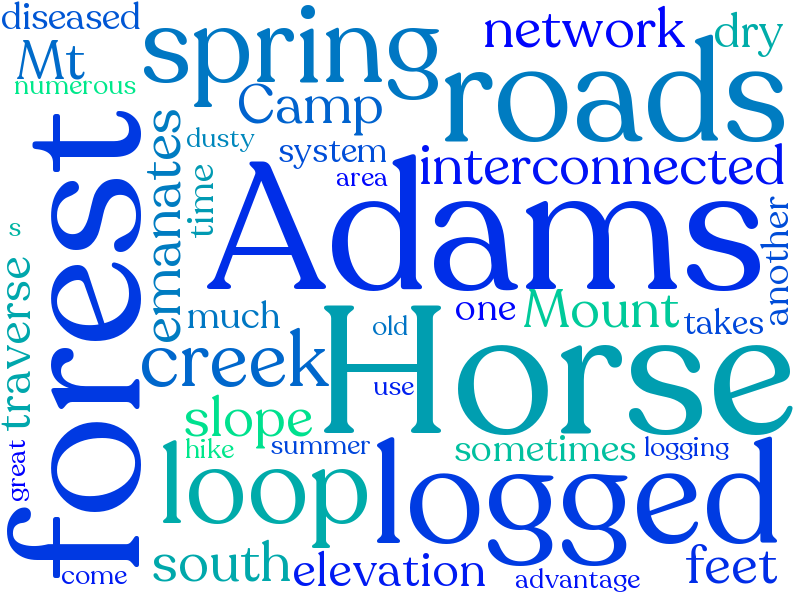 diseased
spring
network
dry
Mt
numerous
Camp
roads
dusty
system
interconnected
area
forest
emanates
time
Adams
another
s
traverse
much
old
one
Mount
takes
creek
use
Horse
slope
hike
summer
sometimes
logging
great
loop
logged
south
elevation
feet
come
advantage